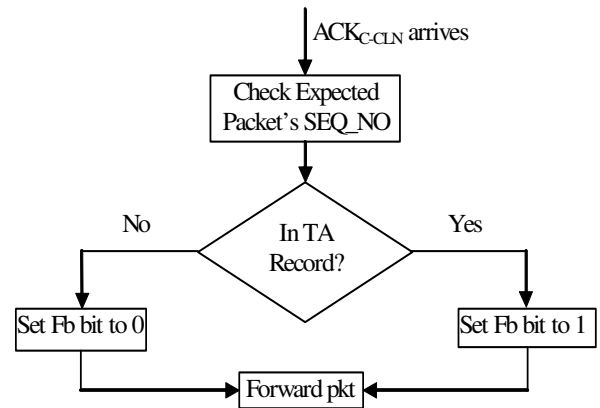 ACK_C-CLN arrives
Check Expected
Packet's SEQ_NO
No
In TA
Record?
Yes
Set Fb bit to 0
Set Fb bit to 1
Forward pkt